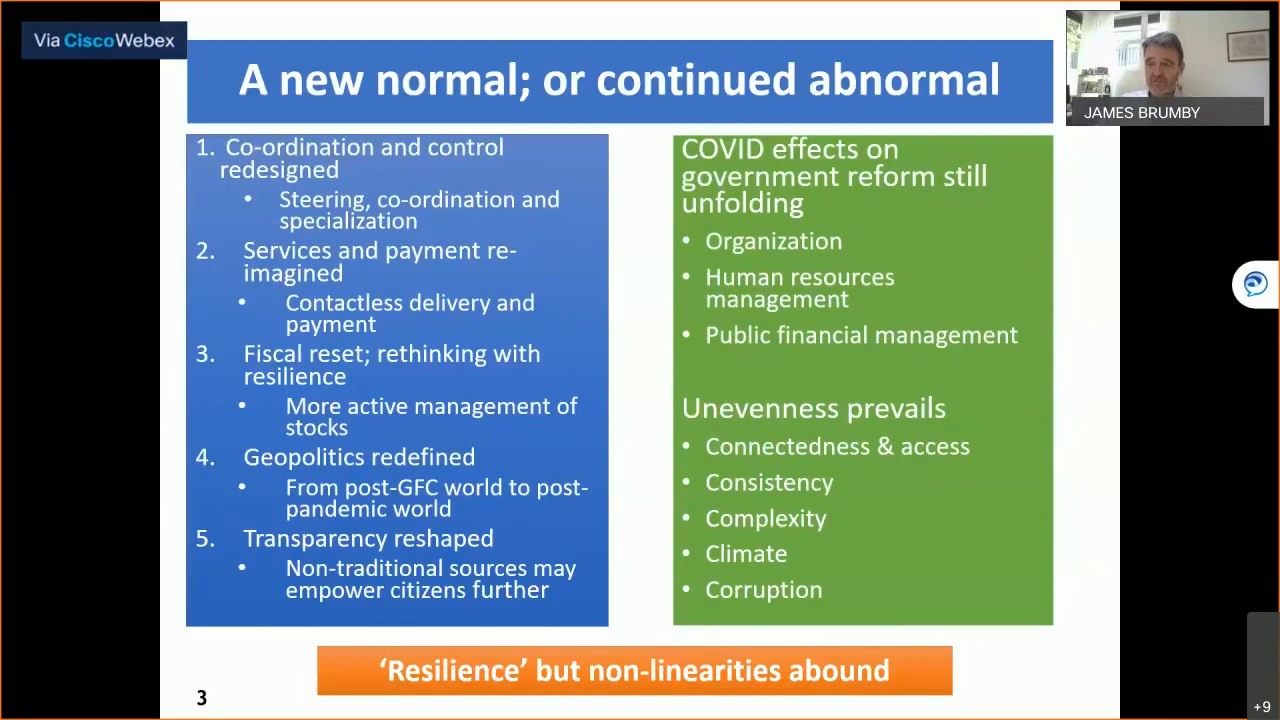 Via CiscoWebex
A new normal; or continued abnormal
JAMES BRUMBY
1. Co-ordination and control
redesigned
• Steering, co-ordination and
specialization
2. Services and payment re-
imagined
• Contactless delivery and
payment
3. Fiscal reset; rethinking with
resilience
• More active management of
stocks
4. Geopolitics redefined
• From post-GFC world to post-
pandemic world
5. Transparency reshaped
• Non-traditional sources may
empower citizens further
COVID effects on
government reform still
unfolding
• Organization
• Human resources
management
• Public financial management
Unevenness prevails
• Connectedness & access
• Consistency
• Complexity
• Climate
• Corruption
‘Resilience’ but non-linearities abound
3
+9